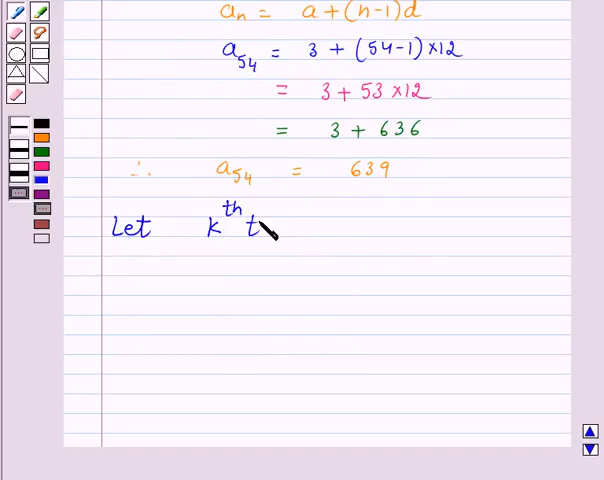 aₙ = a + (n-1)d
a₅₄ = 3 + (54-1)×12
= 3 + 53×12
= 3 + 636
∴ a₅₄ = 639
Let kᵗʰ t